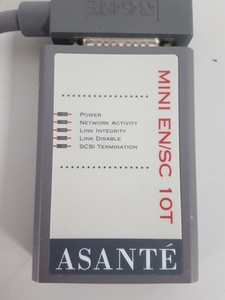 MINI EN/SC 10T
POWER
NETWORK ACTIVITY
LINK INTEGRITY
LINK DISABLE
SCSI TERMINATION
ASANTÉ